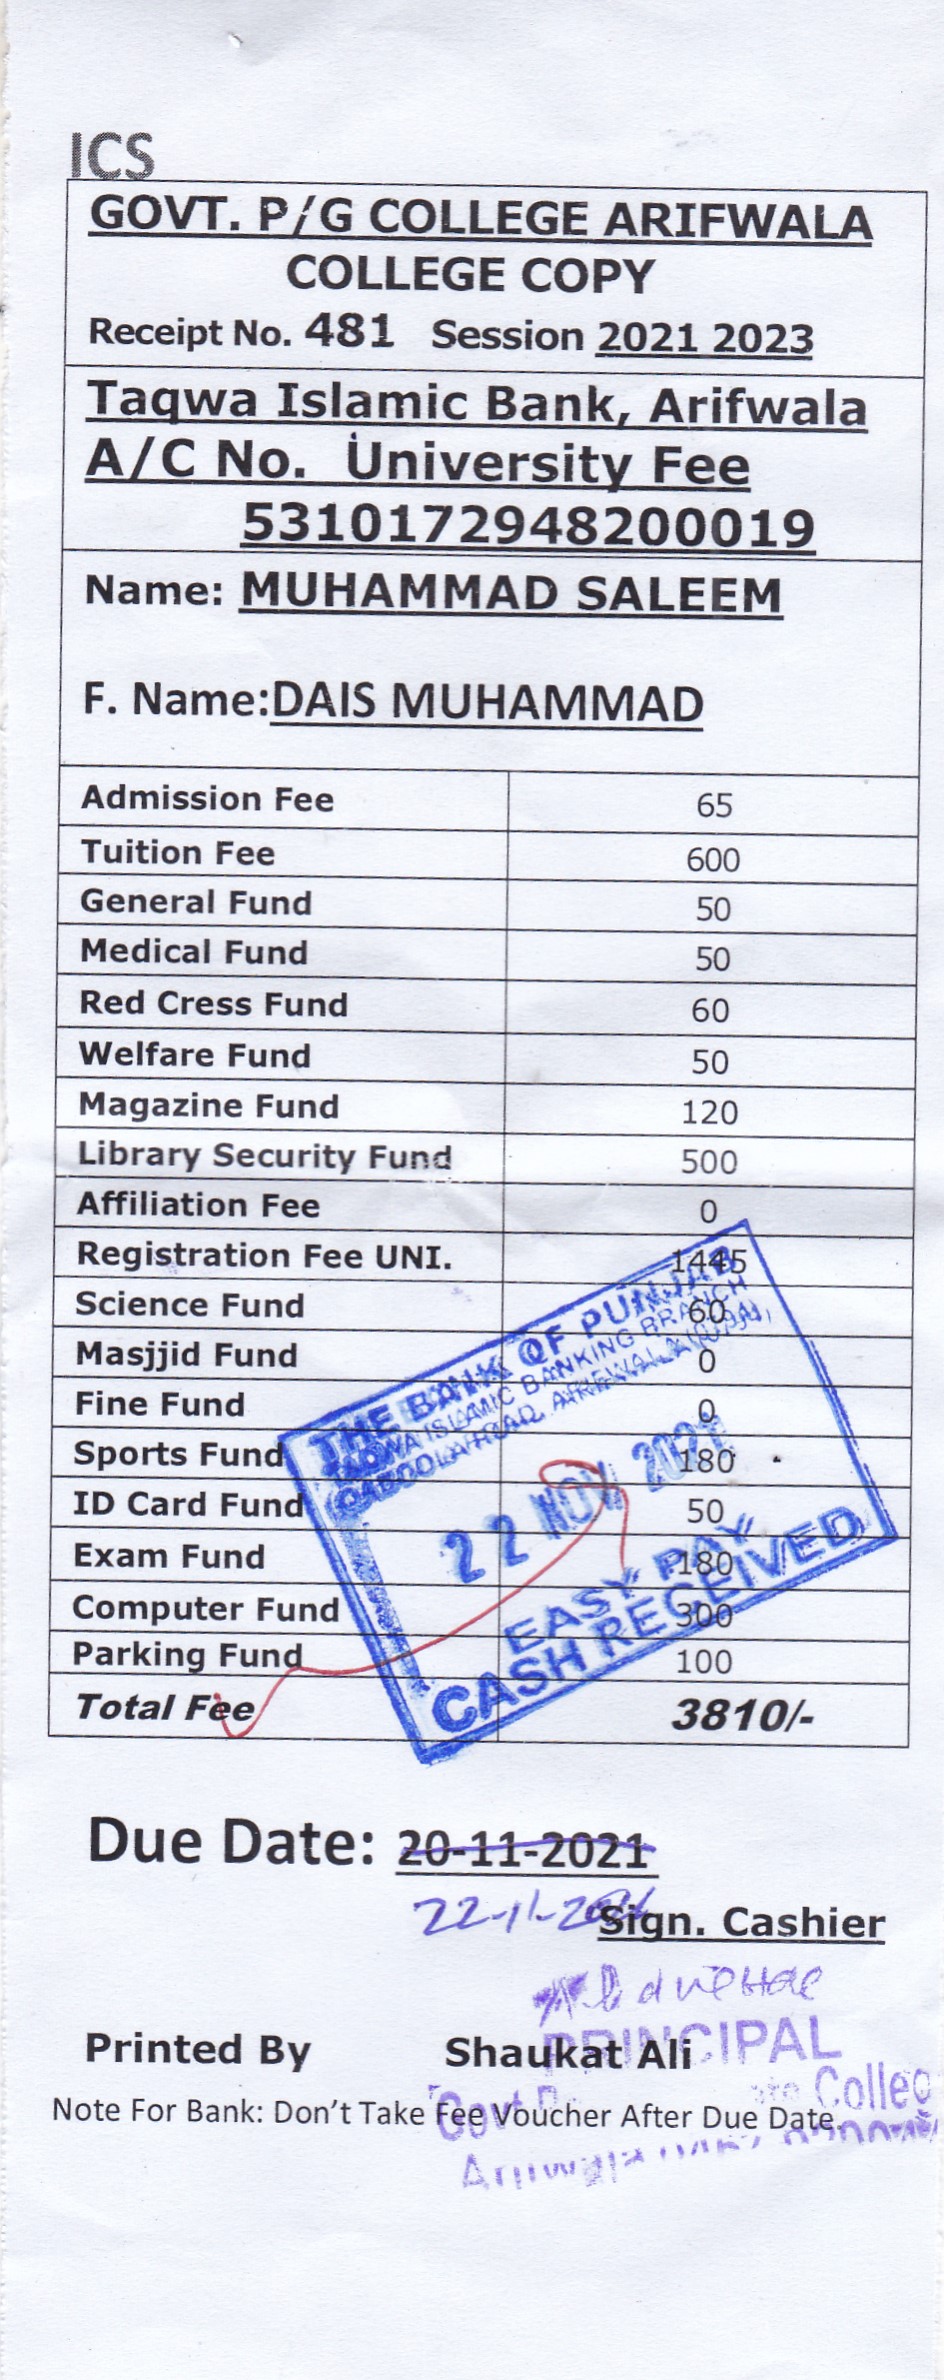 ICS
GOVT. P/G COLLEGE ARIFWALA
COLLEGE COPY
Receipt No. 481 Session 2021 2023
Taqwa Islamic Bank, Arifwala
A/C No. University Fee
5310172948200019
Name: MUHAMMAD SALEEM
F. Name:DAIS MUHAMMAD
Admission Fee 65
Tuition Fee 600
General Fund 50
Medical Fund 50
Red Cress Fund 60
Welfare Fund 50
Magazine Fund 120
Library Security Fund 500
Affiliation Fee 0
Registration Fee UNI. 1445
Science Fund 60
Masjjid Fund 0
Fine Fund 0
Sports Fund 180
ID Card Fund 50
Exam Fund 180
Computer Fund 300
Parking Fund 100
Total Fee 3810/-
THE BANK OF PUNJAB
TAQWA ISLAMIC BANKING BRANCH
QABOOLA ROAD, ARIFWALA
22 NOV 2021
EASY PAY
CASH RECEIVED
Due Date: 20-11-2021
22-11-2021
Sign. Cashier
PRINCIPAL
Printed By Shaukat Ali
Govt
Note For Bank: Don't Take Fee Voucher After Due Date.